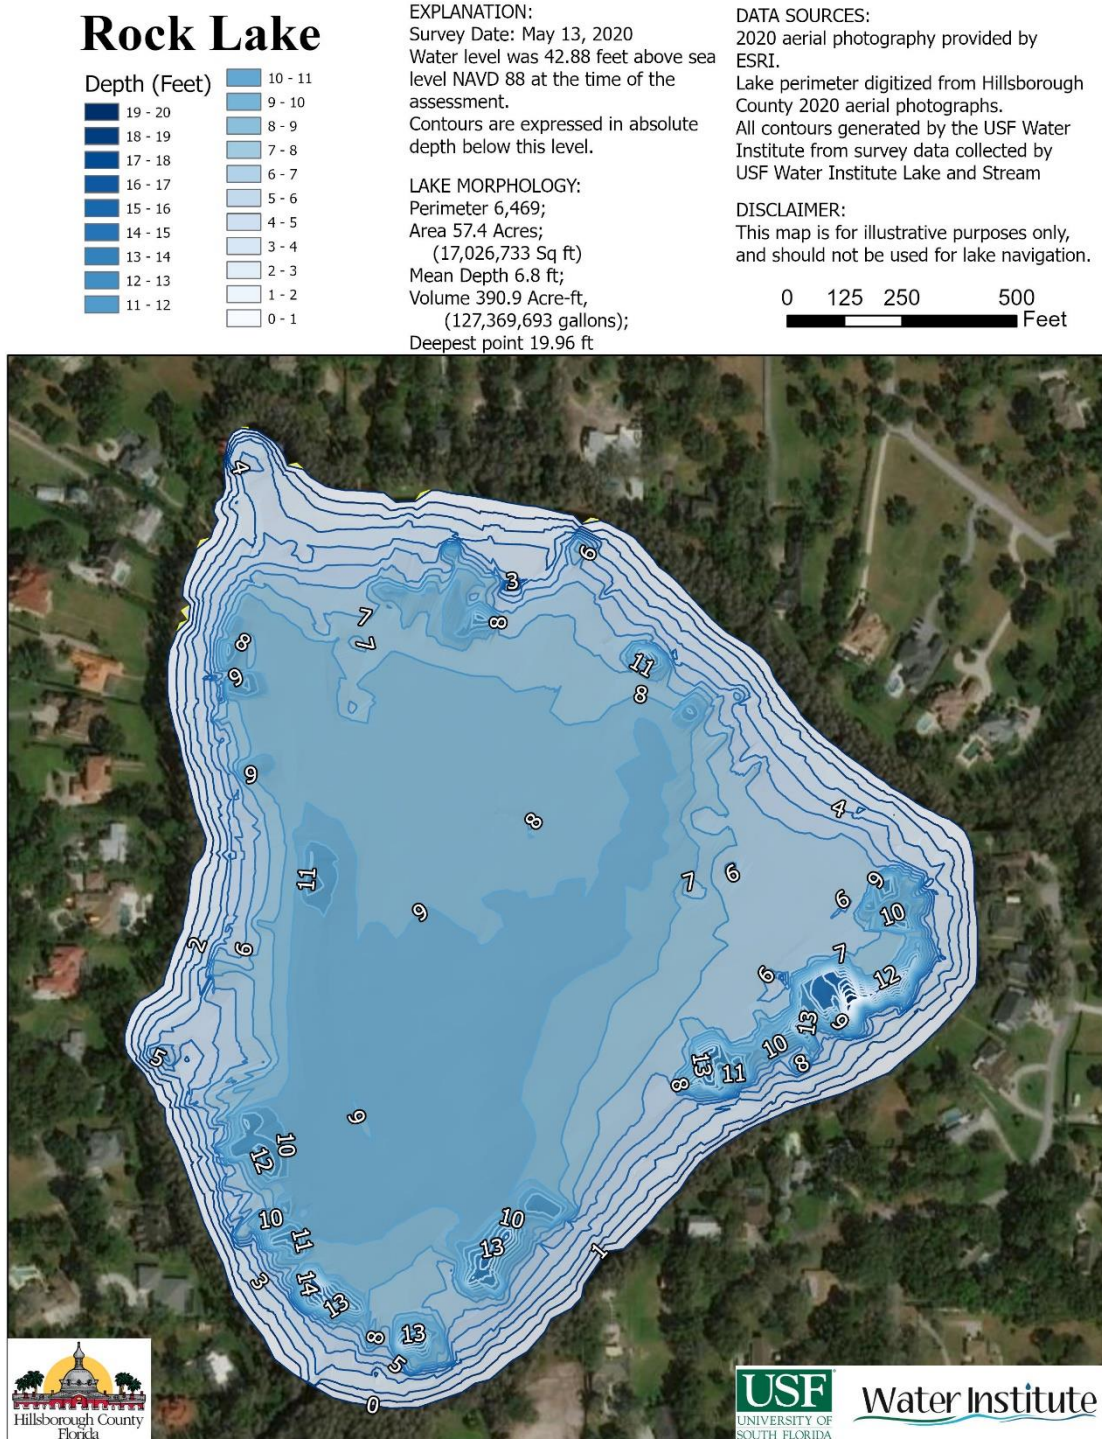 Rock Lake
Depth (Feet)
19 - 20
18 - 19
17 - 18
16 - 17
15 - 16
14 - 15
13 - 14
12 - 13
11 - 12
10 - 11
9 - 10
8 - 9
7 - 8
6 - 7
5 - 6
4 - 5
3 - 4
2 - 3
1 - 2
0 - 1
EXPLANATION:
Survey Date: May 13, 2020
Water level was 42.88 feet above sea
level NAVD 88 at the time of the
assessment.
Contours are expressed in absolute
depth below this level.
LAKE MORPHOLOGY:
Perimeter 6,469;
Area 57.4 Acres;
(17,026,733 Sq ft)
Mean Depth 6.8 ft;
Volume 390.9 Acre-ft,
(127,369,693 gallons);
Deepest point 19.96 ft
DATA SOURCES:
2020 aerial photography provided by
ESRI.
Lake perimeter digitized from Hillsborough
County 2020 aerial photographs.
All contours generated by the USF Water
Institute from survey data collected by
USF Water Institute Lake and Stream
DISCLAIMER:
This map is for illustrative purposes only,
and should not be used for lake navigation.
0 125 250 500
Feet
4
6
3
7
8
8
7
11
9
8
9
4
8
11
7
6
9
6
10
9
2
6
7
6
12
13
9
5
10
8
13
11
8
9
10
12
10
10
11
13
1
3
14
13
8
13
5
0
Hillsborough County
Florida
USF
UNIVERSITY OF
SOUTH FLORIDA
Water Institute